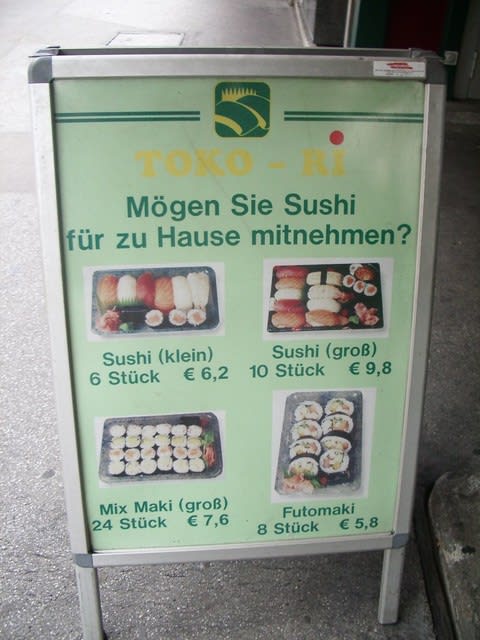 TOKO - Ri
Mögen Sie Sushi
für zu Hause mitnehmen?
Sushi (klein)
6 Stück € 6,2
Sushi (groß)
10 Stück € 9,8
Mix Maki (groß)
24 Stück € 7,6
Futomaki
8 Stück € 5,8